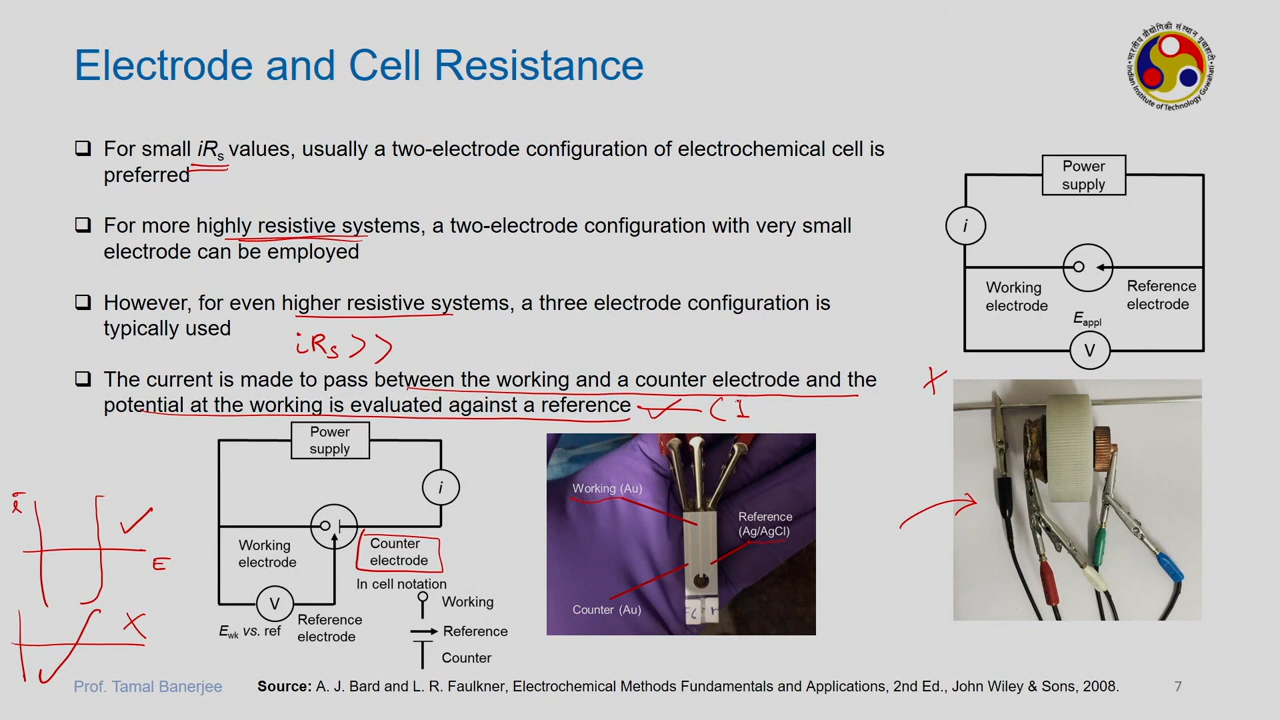 Electrode and Cell Resistance
For small iRs values, usually a two-electrode configuration of electrochemical cell is
preferred
For more highly resistive systems, a two-electrode configuration with very small
electrode can be employed
However, for even higher resistive systems, a three electrode configuration is
typically used
iRs >>
The current is made to pass between the working and a counter electrode and the
potential at the working is evaluated against a reference
Power
supply
i
Working
electrode
Reference
electrode
Eappl
V
Power
supply
i
Working
electrode
Counter
electrode
In cell notation
V
Ewk vs. ref
Reference
electrode
Working
Reference
Counter
i
E
Working (Au)
Reference
(Ag/AgCl)
Counter (Au)
Prof. Tamal Banerjee
Source: A. J. Bard and L. R. Faulkner, Electrochemical Methods Fundamentals and Applications, 2nd Ed., John Wiley & Sons, 2008.
7
भारतीय प्रौद्योगिकी संस्थान गुवाहाटी
Indian Institute of Technology Guwahati